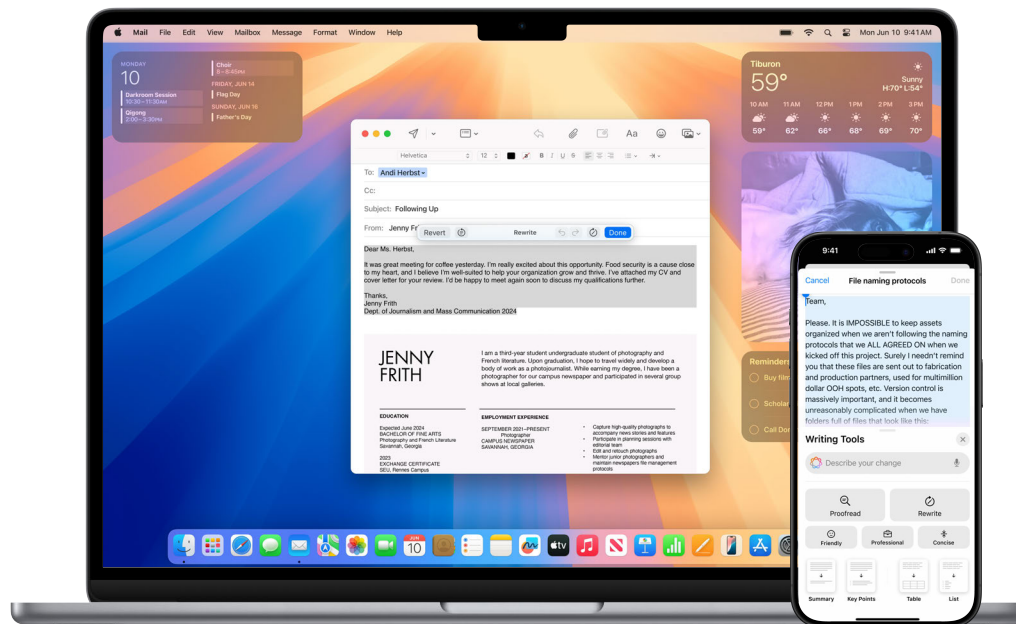 Mail File Edit View Mailbox Message Format Window Help
Mon Jun 10 9:41 AM
MONDAY
10
Darkroom Session
10:30–11:30AM
Qigong
2:00–3:30PM
Choir
6–8:45PM
FRIDAY, JUN 14
Flag Day
SUNDAY, JUN 16
Father's Day
Tiburon
59°
Sunny
H:70° L:54°
10 AM 11 AM 12 PM 1 PM 2 PM 3 PM
59° 62° 66° 68° 69° 70°
Helvetica 12 B I U S
Aa
To: Andi Herbst
Cc:
Subject: Following Up
From: Jenny Fr
Revert Rewrite Done
Dear Ms. Herbst,
It was great meeting for coffee yesterday. I'm really excited about this opportunity. Food security is a cause close
to my heart, and I believe I'm well-suited to help your organization grow and thrive. I've attached my CV and
cover letter for your review. I'd be happy to meet again soon to discuss my qualifications further.
Thanks,
Jenny Frith
Dept. of Journalism and Mass Communication 2024
JENNY
FRITH
I am a third-year student undergraduate student of photography and
French literature. Upon graduation, I hope to travel widely and develop a
body of work as a photojournalist. While earning my degree, I have been a
photographer for our campus newspaper and participated in several group
shows at local galleries.
EDUCATION
Expected June 2024
BACHELOR OF FINE ARTS
Photography and French Literature
Savannah, Georgia
2023
EXCHANGE CERTIFICATE
SEU, Rennes Campus
EMPLOYMENT EXPERIENCE
SEPTEMBER 2021–PRESENT
Photographer
CAMPUS NEWSPAPER
SAVANNAH, GEORGIA
• Capture high-quality photographs to
accompany news stories and features
• Participate in planning sessions with
editorial team
• Edit and retouch photographs
• Mentor junior photographers and
maintain newspapers file management
protocols
Reminders
Buy film
Scholar
Call Dor
JUN
10
tv
9:41
Cancel File naming protocols Done
Team,
Please. It is IMPOSSIBLE to keep assets
organized when we aren't following the naming
protocols that we ALL AGREED ON when we
kicked off this project. Surely I needn't remind
you that these files are sent out to fabrication
and production partners, used for multimillion
dollar OOH spots, etc. Version control is
massively important, and it becomes
unreasonably complicated when we have
folders full of files that look like this:
Writing Tools
Describe your change
Proofread Rewrite
Friendly Professional Concise
Summary Key Points Table List